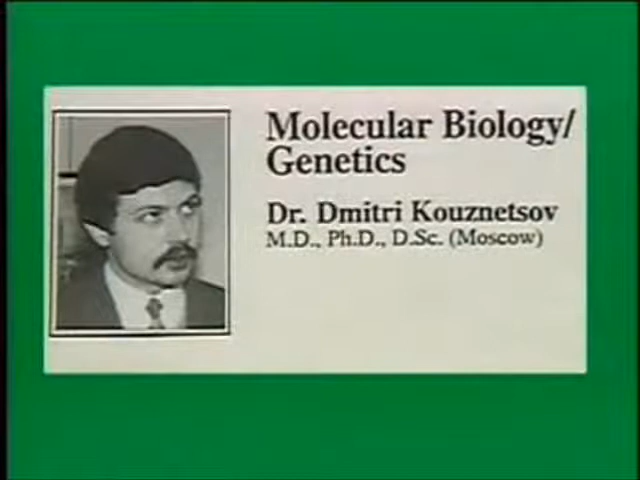 Molecular Biology/
Genetics
Dr. Dmitri Kouznetsov
M.D., Ph.D., D.Sc. (Moscow)